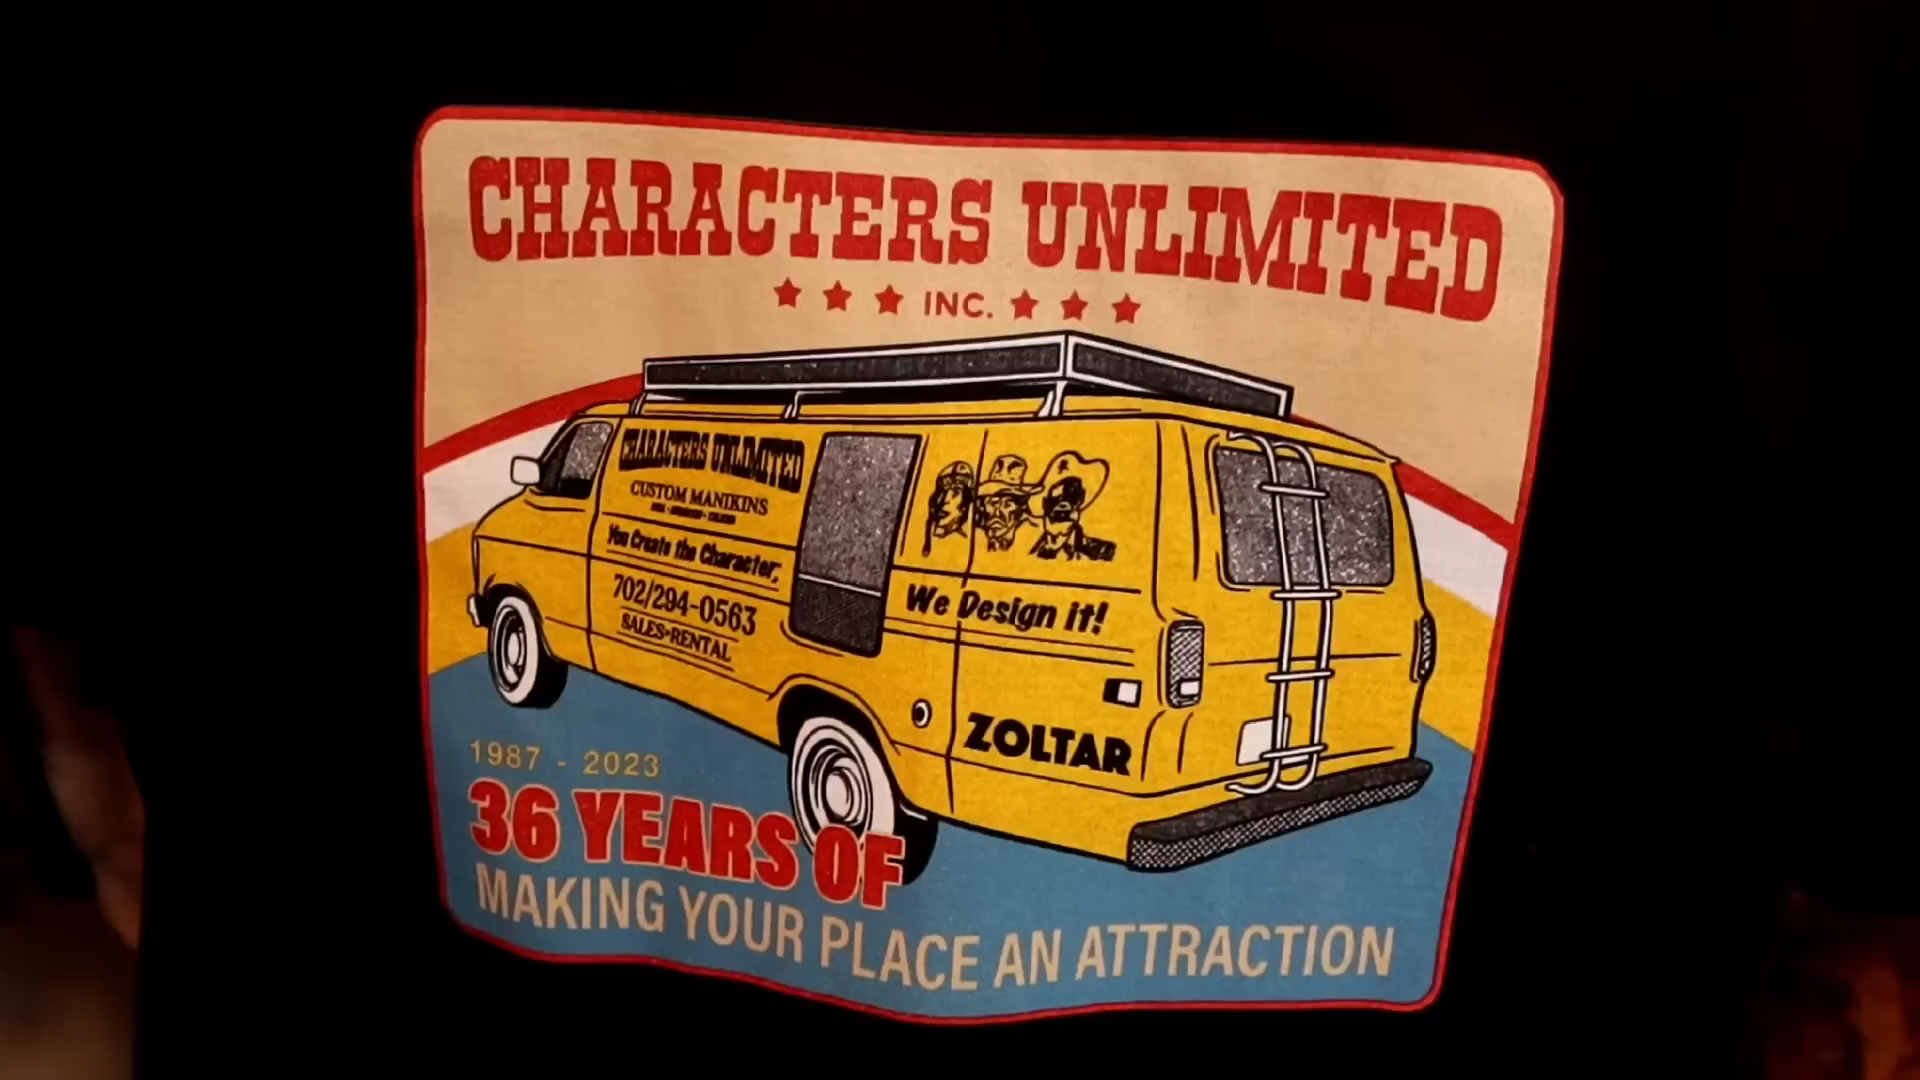 CHARACTERS UNLIMITED
INC.
CHARACTERS UNLIMITED
CUSTOM MANIKINS
You Create the Character,
702/294-0563
SALES•RENTAL
We Design it!
ZOLTAR
1987 - 2023
36 YEARS OF
MAKING YOUR PLACE AN ATTRACTION